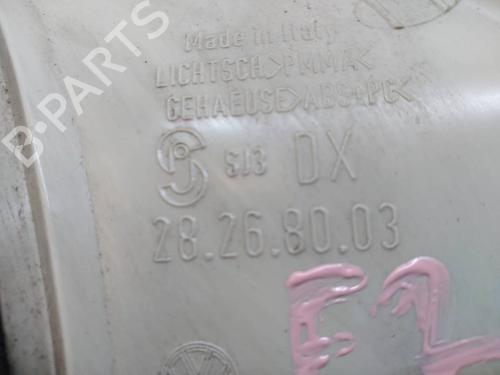 Made in Italy
LICHTSCH>PMMA<
GEHAEUSE>ABS+PC<
SJ3 DX
28.26.80.03
B-PARTS